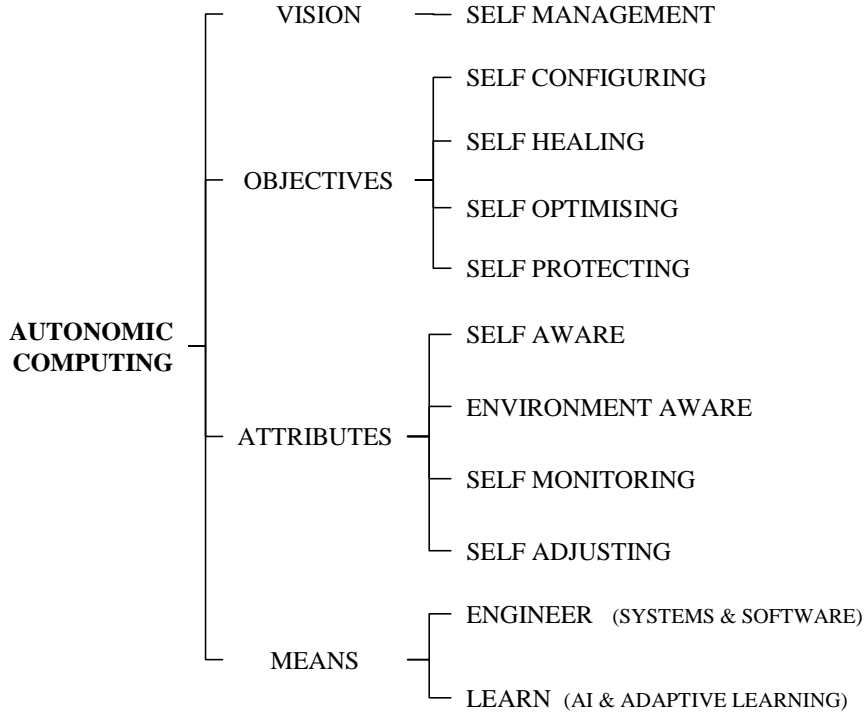 VISION
SELF MANAGEMENT
OBJECTIVES
SELF CONFIGURING
SELF HEALING
SELF OPTIMISING
SELF PROTECTING
AUTONOMIC
COMPUTING
ATTRIBUTES
SELF AWARE
ENVIRONMENT AWARE
SELF MONITORING
SELF ADJUSTING
MEANS
ENGINEER (SYSTEMS & SOFTWARE)
LEARN (AI & ADAPTIVE LEARNING)